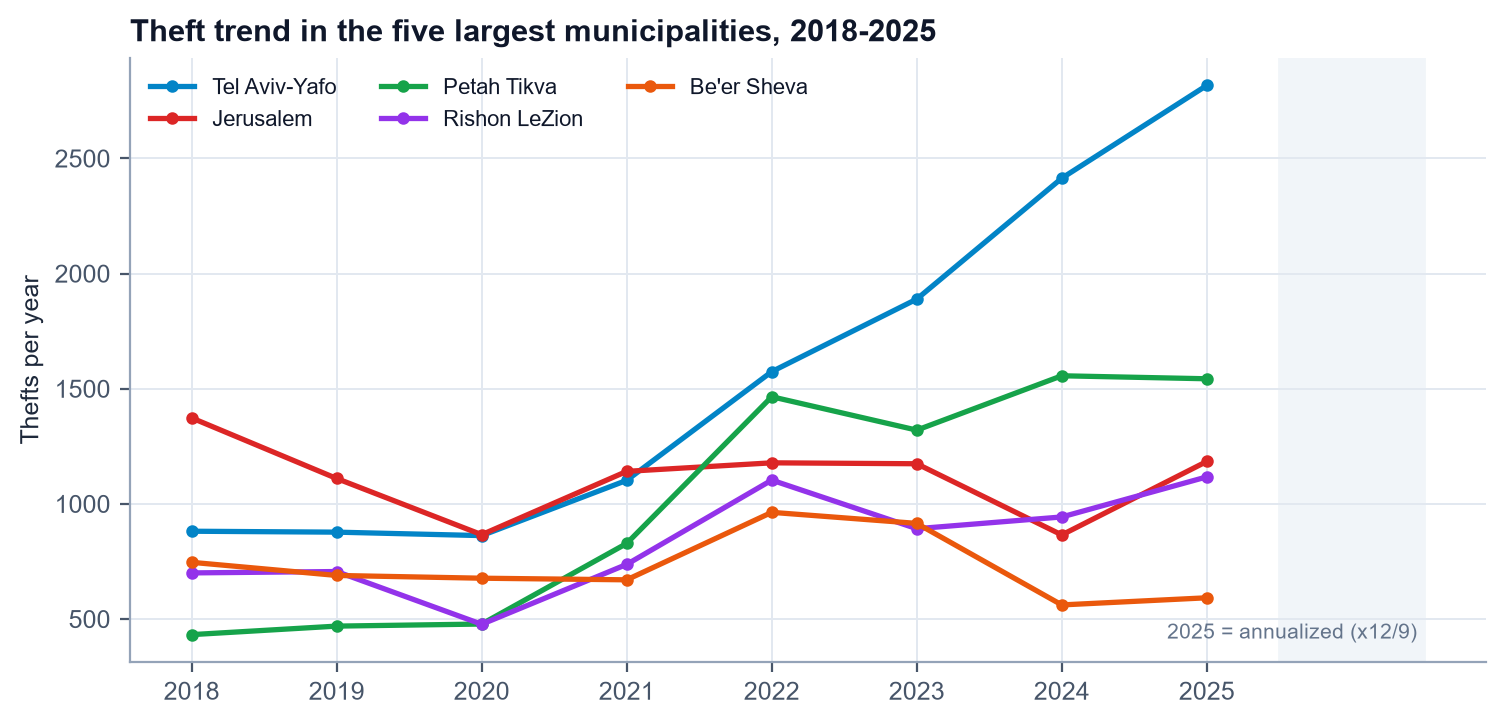 Theft trend in the five largest municipalities, 2018-2025
Tel Aviv-Yafo
Petah Tikva
Be'er Sheva
Jerusalem
Rishon LeZion
Thefts per year
2500
2000
1500
1000
500
2025 = annualized (x12/9)
2018 2019 2020 2021 2022 2023 2024 2025